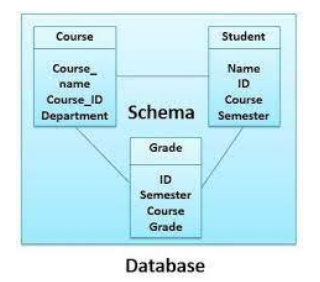 Course
Course_
name
Course_ID
Department
Student
Name
ID
Course
Semester
Schema
Grade
ID
Semester
Course
Grade
Database